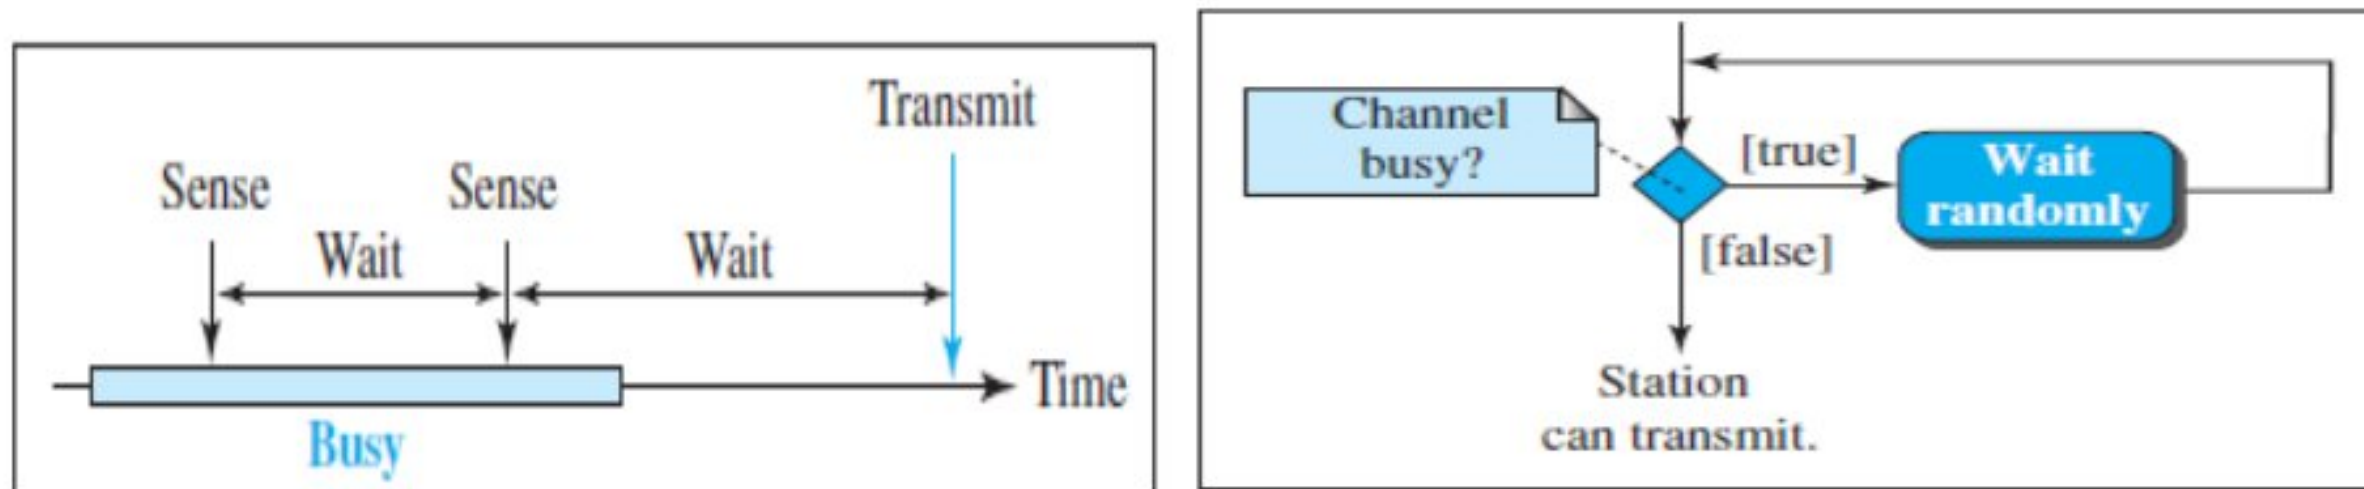 Transmit
Sense
Sense
Wait
Wait
Time
Busy
Channel
busy?
[true]
Wait
randomly
[false]
Station
can transmit.